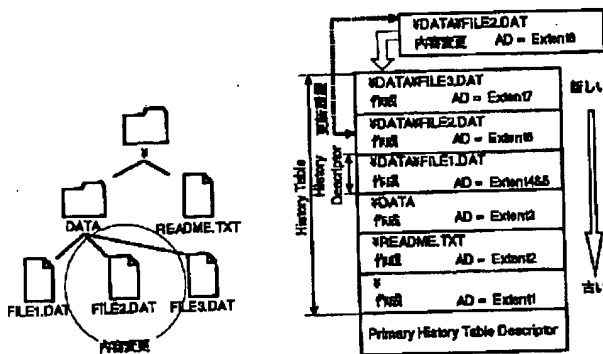 ¥
DATA
README.TXT
FILE1.DAT
FILE2.DAT
FILE3.DAT
内容変更
¥DATA¥FILE2.DAT
内容変更 AD = Extent8
¥DATA¥FILE3.DAT
作成 AD = Extent7
¥DATA¥FILE2.DAT
作成 AD = Extent6
¥DATA¥FILE1.DAT
作成 AD = Extent4&5
¥DATA
作成 AD = Extent3
¥README.TXT
作成 AD = Extent2
¥
作成 AD = Extent1
Primary History Table Descriptor
History Table
History
Descriptor
更新
新しい
古い